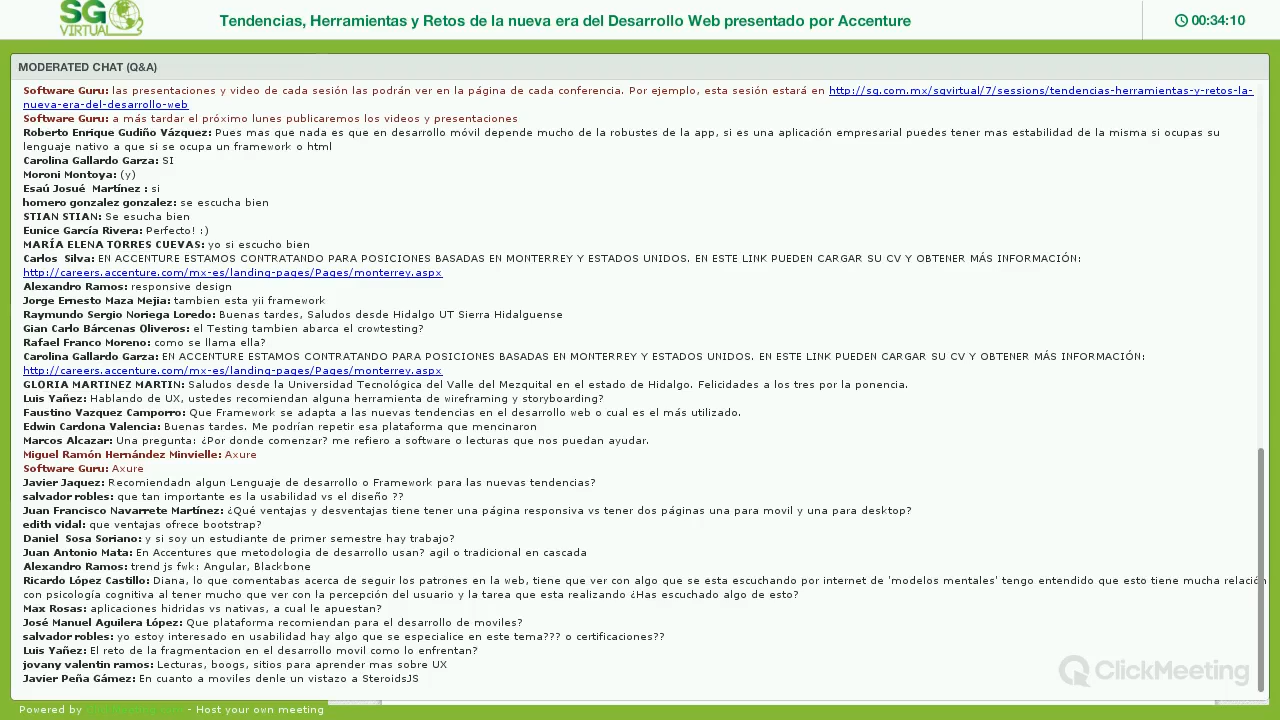 SG
VIRTUAL
Tendencias, Herramientas y Retos de la nueva era del Desarrollo Web presentado por Accenture
00:34:10
MODERATED CHAT (Q&A)
Software Guru: las presentaciones y video de cada sesión las podrán ver en la página de cada conferencia. Por ejemplo, esta sesión estará en http://sg.com.mx/sgvirtual/7/sessions/tendencias-herramientas-y-retos-la-
nueva-era-del-desarrollo-web
Software Guru: a más tardar el próximo lunes publicaremos los videos y presentaciones
Roberto Enrique Gudiño Vázquez: Pues mas que nada es que en desarrollo móvil depende mucho de la robustes de la app, si es una aplicación empresarial puedes tener mas estabilidad de la misma si ocupas su
lenguaje nativo a que si se ocupa un framework o html
Carolina Gallardo Garza: SI
Moroni Montoya: (y)
Esaú Josué Martínez : si
homero gonzalez gonzalez: se escucha bien
STIAN STIAN: Se esucha bien
Eunice García Rivera: Perfecto! :)
MARÍA ELENA TORRES CUEVAS: yo si escucho bien
Carlos Silva: EN ACCENTURE ESTAMOS CONTRATANDO PARA POSICIONES BASADAS EN MONTERREY Y ESTADOS UNIDOS. EN ESTE LINK PUEDEN CARGAR SU CV Y OBTENER MÁS INFORMACIÓN:
http://careers.accenture.com/mx-es/landing-pages/Pages/monterrey.aspx
Alexandro Ramos: responsive design
Jorge Ernesto Maza Mejia: tambien esta yii framework
Raymundo Sergio Noriega Loredo: Buenas tardes, Saludos desde Hidalgo UT Sierra Hidalguense
Gian Carlo Bárcenas Oliveros: el Testing tambien abarca el crowtesting?
Rafael Franco Moreno: como se llama ella?
Carolina Gallardo Garza: EN ACCENTURE ESTAMOS CONTRATANDO PARA POSICIONES BASADAS EN MONTERREY Y ESTADOS UNIDOS. EN ESTE LINK PUEDEN CARGAR SU CV Y OBTENER MÁS INFORMACIÓN:
http://careers.accenture.com/mx-es/landing-pages/Pages/monterrey.aspx
GLORIA MARTINEZ MARTIN: Saludos desde la Universidad Tecnológica del Valle del Mezquital en el estado de Hidalgo. Felicidades a los tres por la ponencia.
Luis Yañez: Hablando de UX, ustedes recomiendan alguna herramienta de wireframing y storyboarding?
Faustino Vazquez Camporro: Que Framework se adapta a las nuevas tendencias en el desarrollo web o cual es el más utilizado.
Edwin Cardona Valencia: Buenas tardes. Me podrían repetir esa plataforma que mencinaron
Marcos Alcazar: Una pregunta: ¿Por donde comenzar? me refiero a software o lecturas que nos puedan ayudar.
Miguel Ramón Hernández Minvielle: Axure
Software Guru: Axure
Javier Jaquez: Recomiendadn algun Lenguaje de desarrollo o Framework para las nuevas tendencias?
salvador robles: que tan importante es la usabilidad vs el diseño ??
Juan Francisco Navarrete Martínez: ¿Qué ventajas y desventajas tiene tener una página responsiva vs tener dos páginas una para movil y una para desktop?
edith vidal: que ventajas ofrece bootstrap?
Daniel Sosa Soriano: y si soy un estudiante de primer semestre hay trabajo?
Juan Antonio Mata: En Accentures que metodologia de desarrollo usan? agil o tradicional en cascada
Alexandro Ramos: trend js fwk: Angular, Blackbone
Ricardo López Castillo: Diana, lo que comentabas acerca de seguir los patrones en la web, tiene que ver con algo que se esta escuchando por internet de 'modelos mentales' tengo entendido que esto tiene mucha relación
con psicología cognitiva al tener mucho que ver con la perception del usuario y la tarea que esta realizando ¿Has escuchado algo de esto?
Max Rosas: aplicaciones hidridas vs nativas, a cual le apuestan?
José Manuel Aguilera López: Que plataforma recomiendan para el desarrollo de moviles?
salvador robles: yo estoy interesado en usabilidad hay algo que se especialice en este tema??? o certificaciones??
Luis Yañez: El reto de la fragmentacion en el desarrollo movil como lo enfrentan?
jovany valentin ramos: Lecturas, boogs, sitios para aprender mas sobre UX
Javier Peña Gámez: En cuanto a moviles denle un vistazo a SteroidsJS
ClickMeeting
Powered by ClickMeeting.com - Host your own meeting